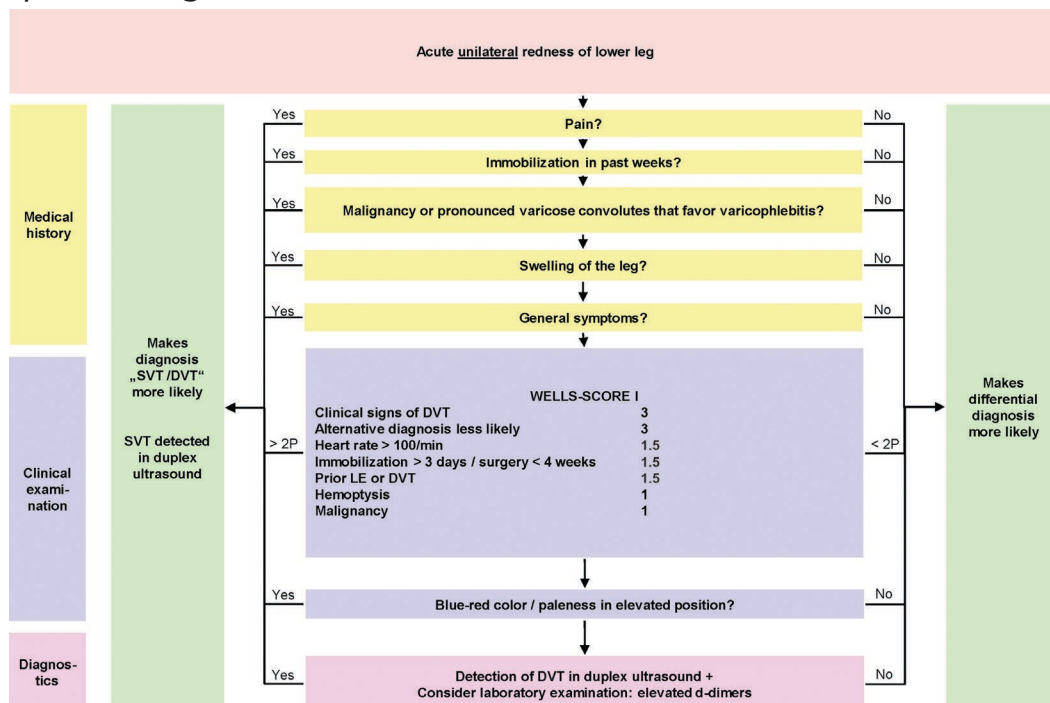 Acute unilateral redness of lower leg
Yes
Pain?
No
Yes
Immobilization in past weeks?
No
Yes
Malignancy or pronounced varicose convolutes that favor varicophlebitis?
No
Yes
Swelling of the leg?
No
Yes
General symptoms?
No
Medical
history
Makes
diagnosis
„SVT /DVT“
more likely
SVT detected
in duplex
ultrasound
Clinical
exami-
nation
WELLS-SCORE I
Clinical signs of DVT 3
Alternative diagnosis less likely 3
Heart rate > 100/min 1.5
Immobilization > 3 days / surgery < 4 weeks 1.5
Prior LE or DVT 1.5
Hemoptysis 1
Malignancy 1
> 2P
< 2P
Makes
differential
diagnosis
more likely
Yes
Blue-red color / paleness in elevated position?
No
Diagnos-
tics
Yes
Detection of DVT in duplex ultrasound +
Consider laboratory examination: elevated d-dimers
No